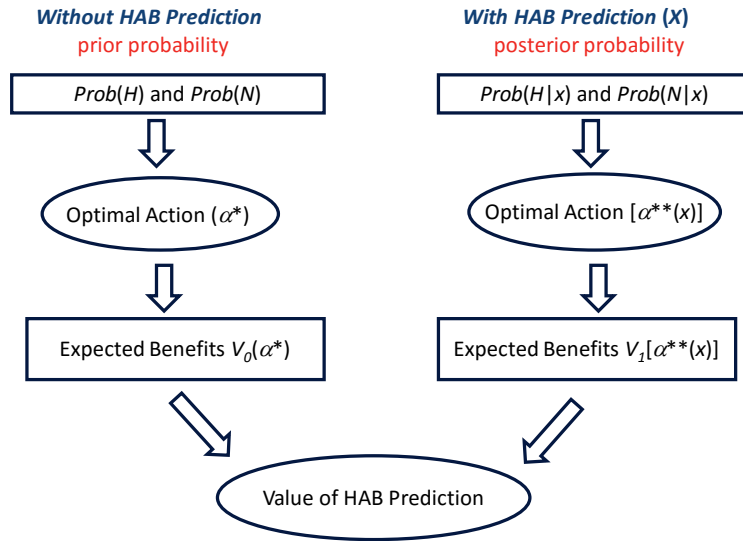 Without HAB Prediction
prior probability
Prob(H) and Prob(N)
Optimal Action (α*)
Expected Benefits V₀(α*)
With HAB Prediction (X)
posterior probability
Prob(H|x) and Prob(N|x)
Optimal Action [α**(x)]
Expected Benefits V₁[α**(x)]
Value of HAB Prediction